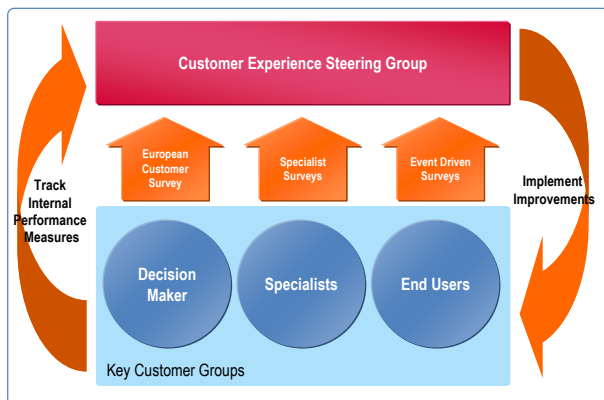 Customer Experience Steering Group
European
Customer
Survey
Specialist
Surveys
Event Driven
Surveys
Track
Internal
Performance
Measures
Implement
Improvements
Decision
Maker
Specialists
End Users
Key Customer Groups